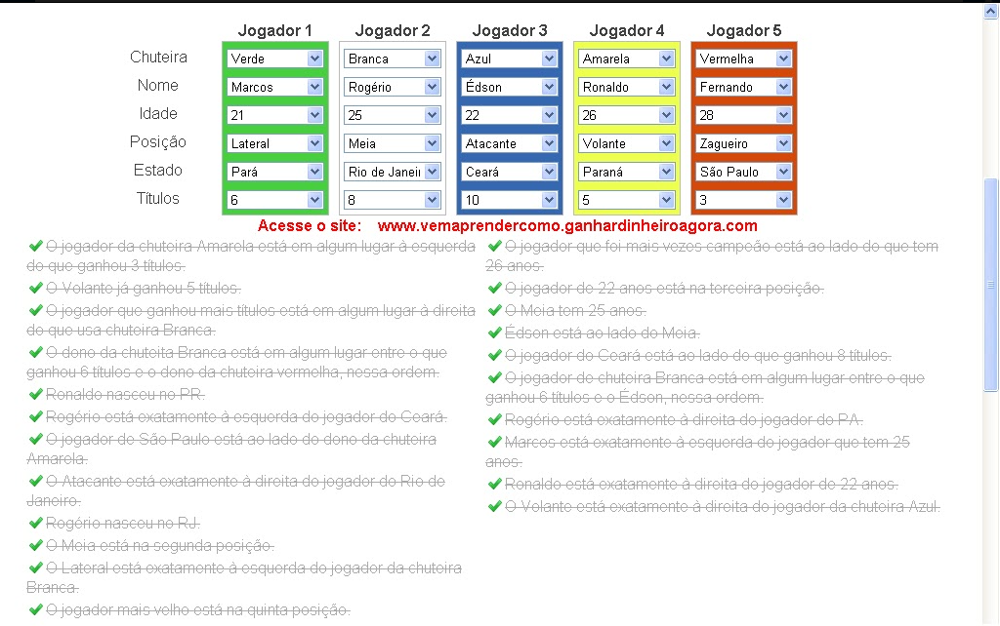 Jogador 1 Jogador 2 Jogador 3 Jogador 4 Jogador 5
Chuteira Verde Branca Azul Amarela Vermelha
Nome Marcos Rogério Édson Ronaldo Fernando
Idade 21 25 22 26 28
Posição Lateral Meia Atacante Volante Zagueiro
Estado Pará Rio de Janeir Ceará Paraná São Paulo
Títulos 6 8 10 5 3
Acesse o site: www.vemaprendercomo.ganhardinheiroagora.com
O jogador da chuteira Amarela está em algum lugar à esquerda
do que ganhou 3 títulos.
O Volante já ganhou 5 títulos.
O jogador que ganhou mais títulos está em algum lugar à direita
do que usa chuteira Branca.
O dono da chuteita Branca está em algum lugar entre o que
ganhou 6 títulos e o dono da chuteira vermelha, nessa ordem.
Ronaldo nasceu no PR.
Rogério está exatamente à esquerda do jogador do Ceará.
O jogador de São Paulo está ao lado do dono da chuteira
Amarela.
O Atacante está exatamente à direita do jogador do Rio de
Janeiro.
Rogério nasceu no RJ.
O Meia está na segunda posição.
O Lateral está exatamente à esquerda do jogador da chuteira
Branca.
O jogador mais velho está na quinta posição.
O jogador que foi mais vezes campeão está ao lado do que tem
26 anos.
O jogador de 22 anos está na terceira posição.
O Meia tem 25 anos.
Édson está ao lado do Meia.
O jogador do Ceará está ao lado do que ganhou 8 títulos.
O jogador de chuteira Branca está em algum lugar entre o que
ganhou 6 títulos e o Édson, nessa ordem.
Rogério está exatamente à direita do jogador do PA.
Marcos está exatamente à esquerda do jogador que tem 25
anos.
Ronaldo está exatamente à direita do jogador de 22 anos.
O Volante está exatamente à direita do jogador da chuteira Azul.